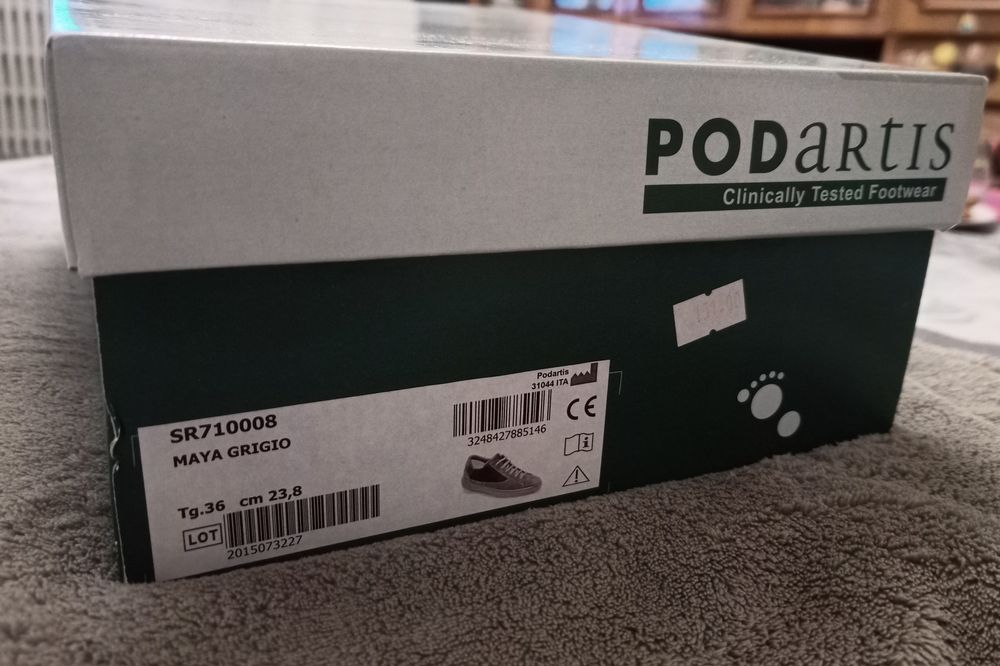 PODARTIS
Clinically Tested Footwear
Podartis
31044 ITA
SR710008
MAYA GRIGIO
3248427885146
CE
Tg.36 cm 23,8
LOT
2015073227